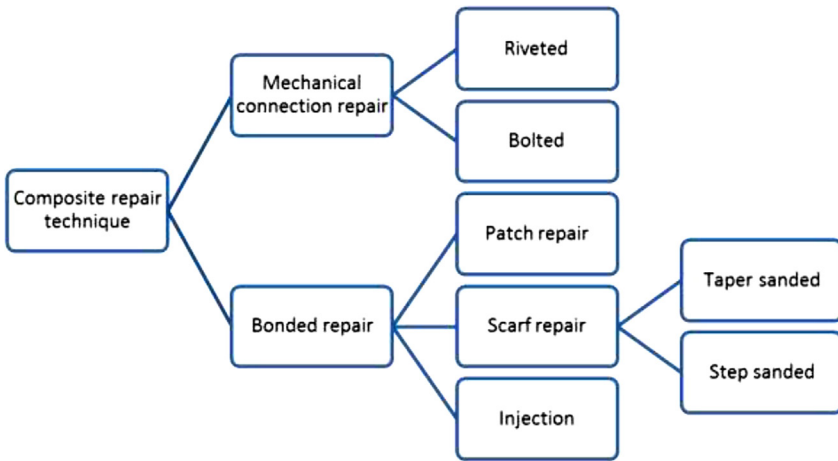 Composite repair
technique
Mechanical
connection repair
Riveted
Bolted
Bonded repair
Patch repair
Scarf repair
Taper sanded
Step sanded
Injection